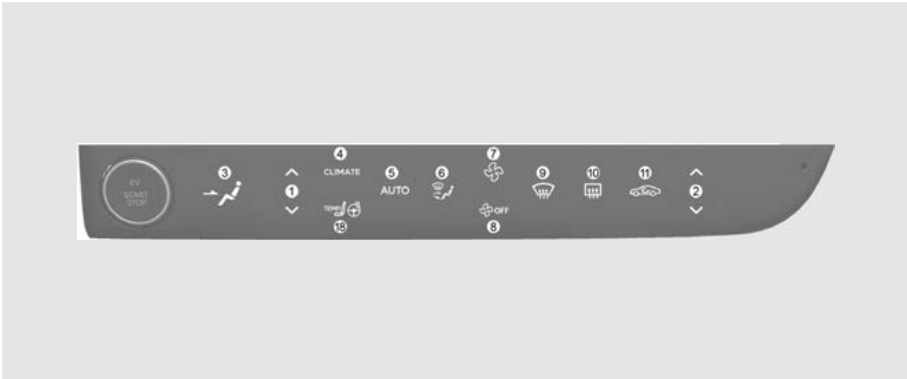 EV
START
STOP
3
1
4
CLIMATE
TEMP
18
5
AUTO
6
7
OFF
8
9
10
11
2